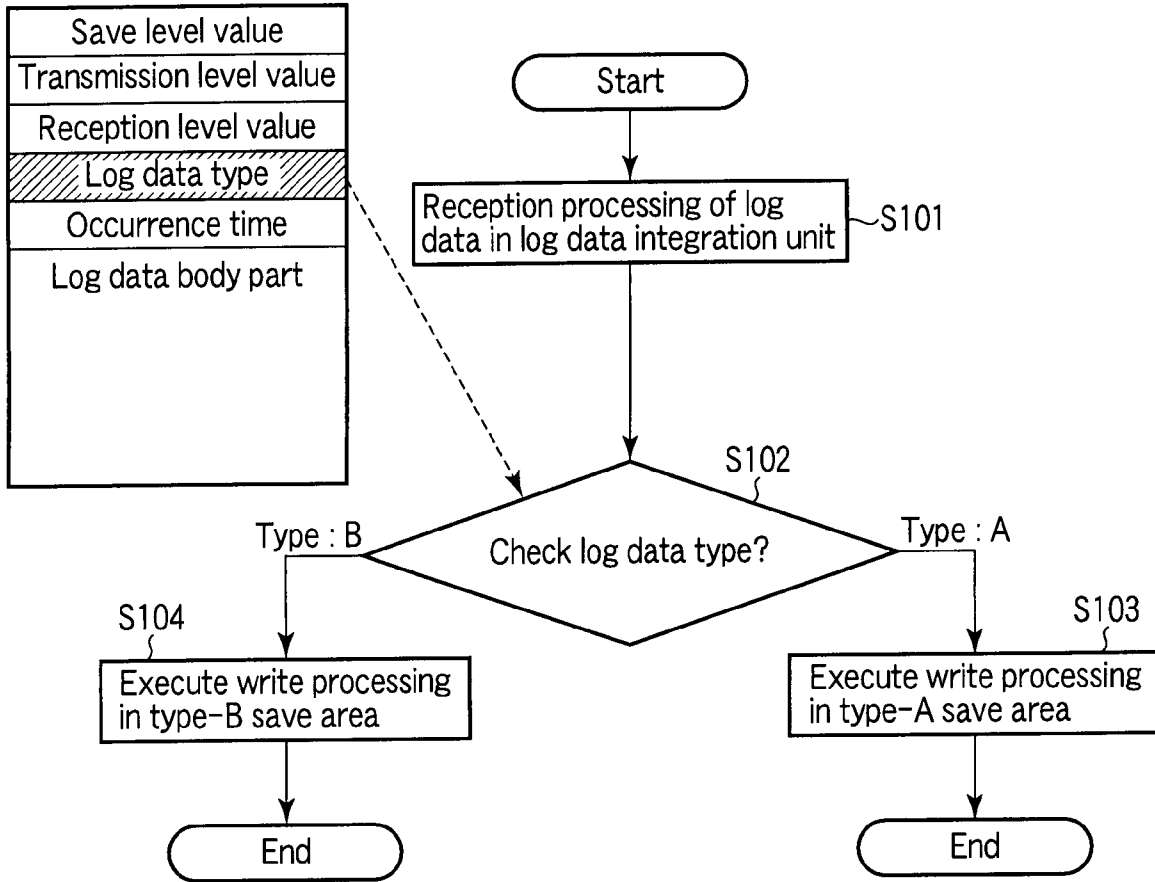 Save level value
Transmission level value
Reception level value
Log data type
Occurrence time
Log data body part
Start
Reception processing of log
data in log data integration unit
S101
S102
Check log data type?
Type : B
Type : A
S104
Execute write processing
in type-B save area
S103
Execute write processing
in type-A save area
End
End